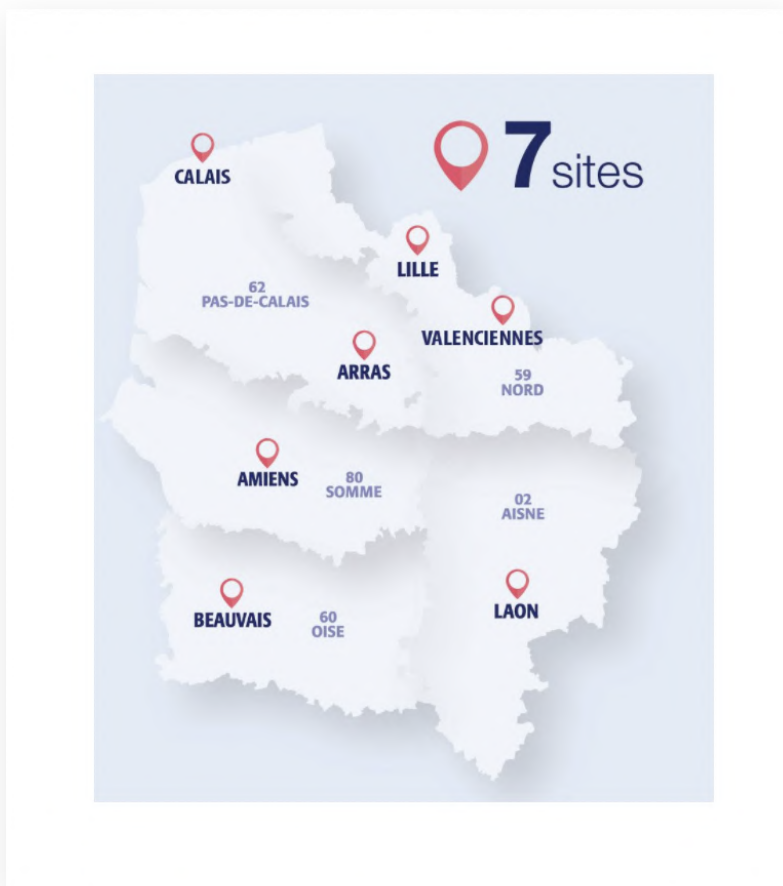 7 sites
CALAIS
LILLE
62
PAS-DE-CALAIS
VALENCIENNES
ARRAS
59
NORD
AMIENS
80
SOMME
02
AISNE
BEAUVAIS
60
OISE
LAON